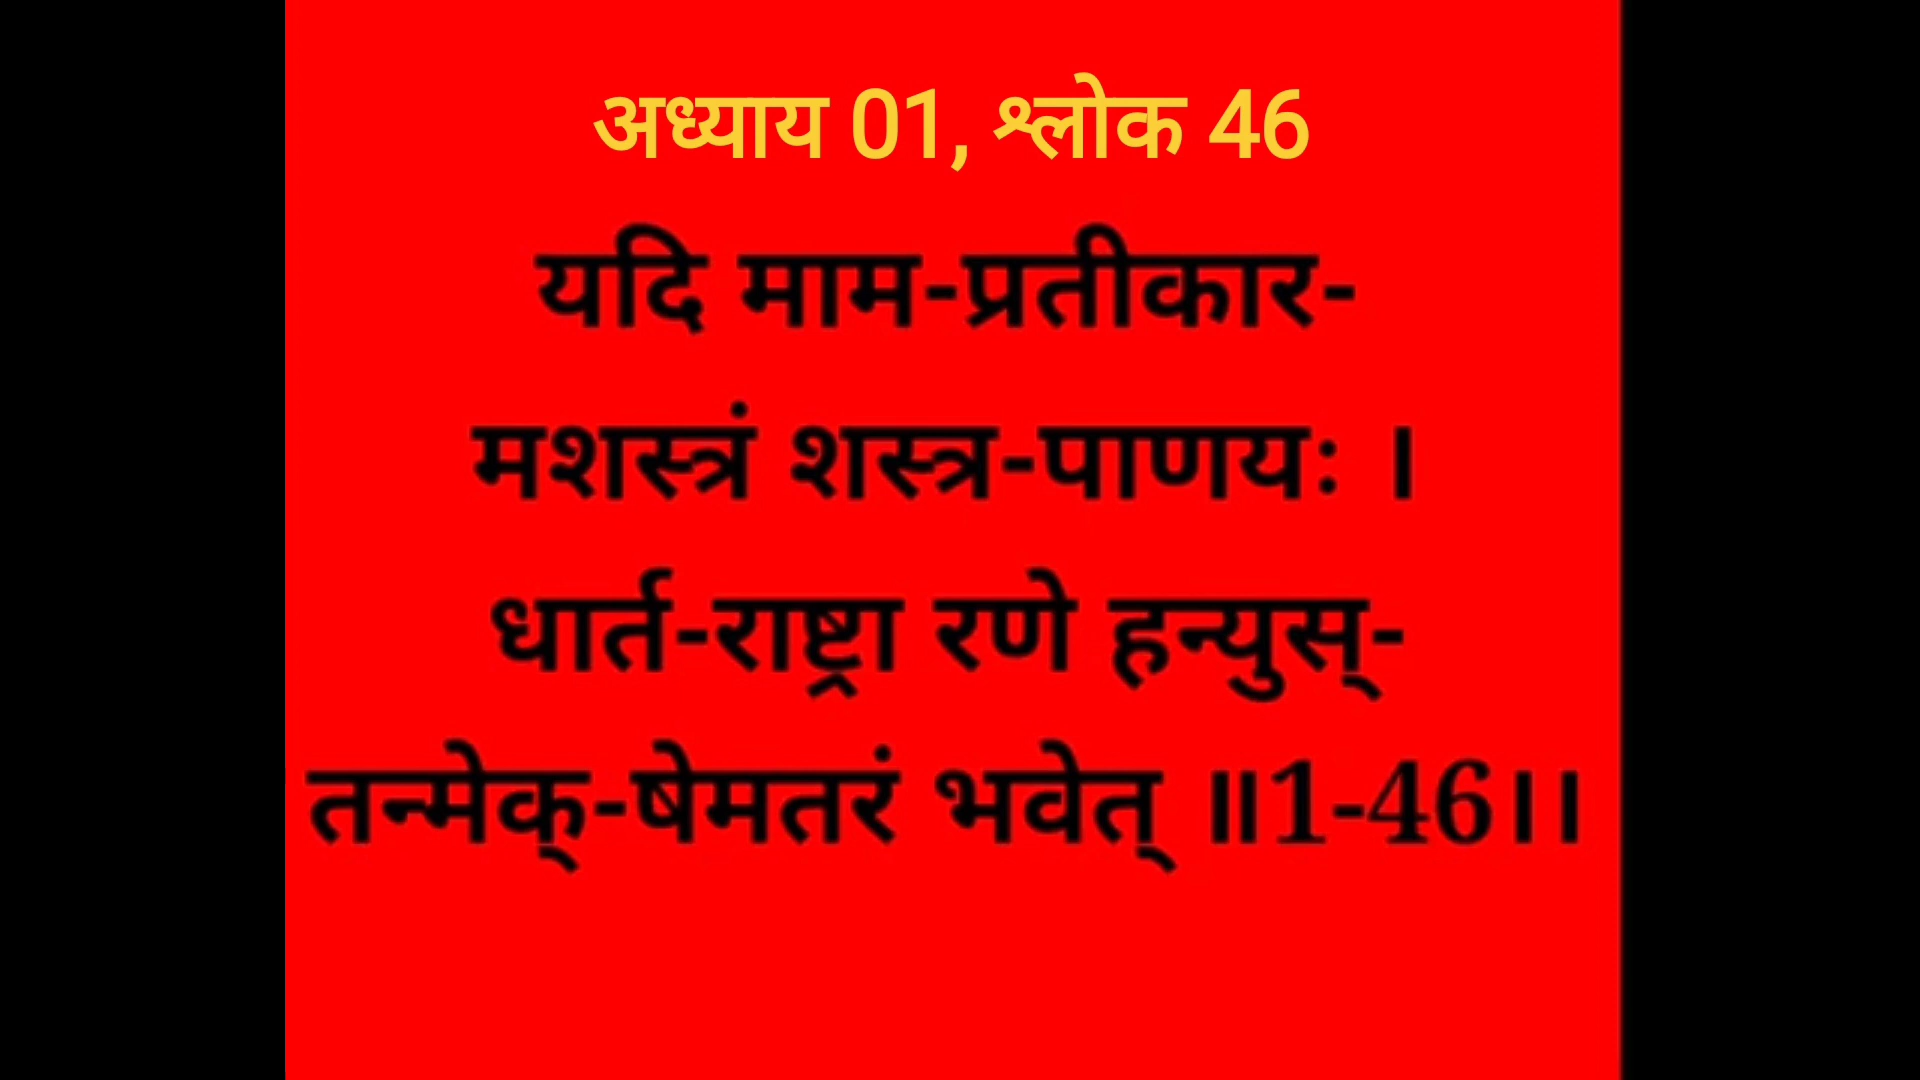 अध्याय 01, श्लोक 46
यदि माम-प्रतीकार-
मशस्त्रं शस्त्र-पाणयः ।
धार्त-राष्ट्रा रणे हन्युस्-
तन्मेक्-षेमतरं भवेत् ॥1-46।।